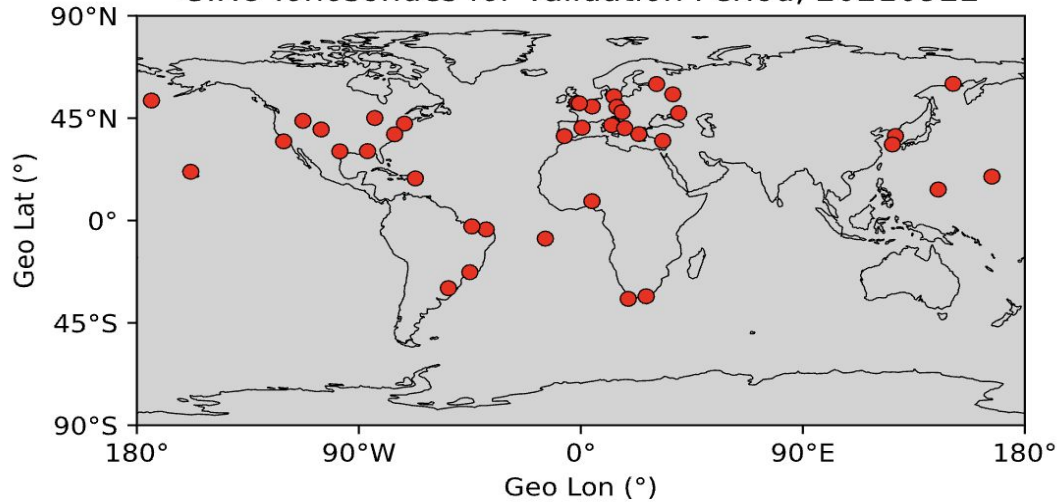 GIRO Ionosondes for Validation Period,
90°N
45°N
0°
45°S
90°S
180°
90°W
0°
90°E
180°
Geo Lat (°)
Geo Lon (°)